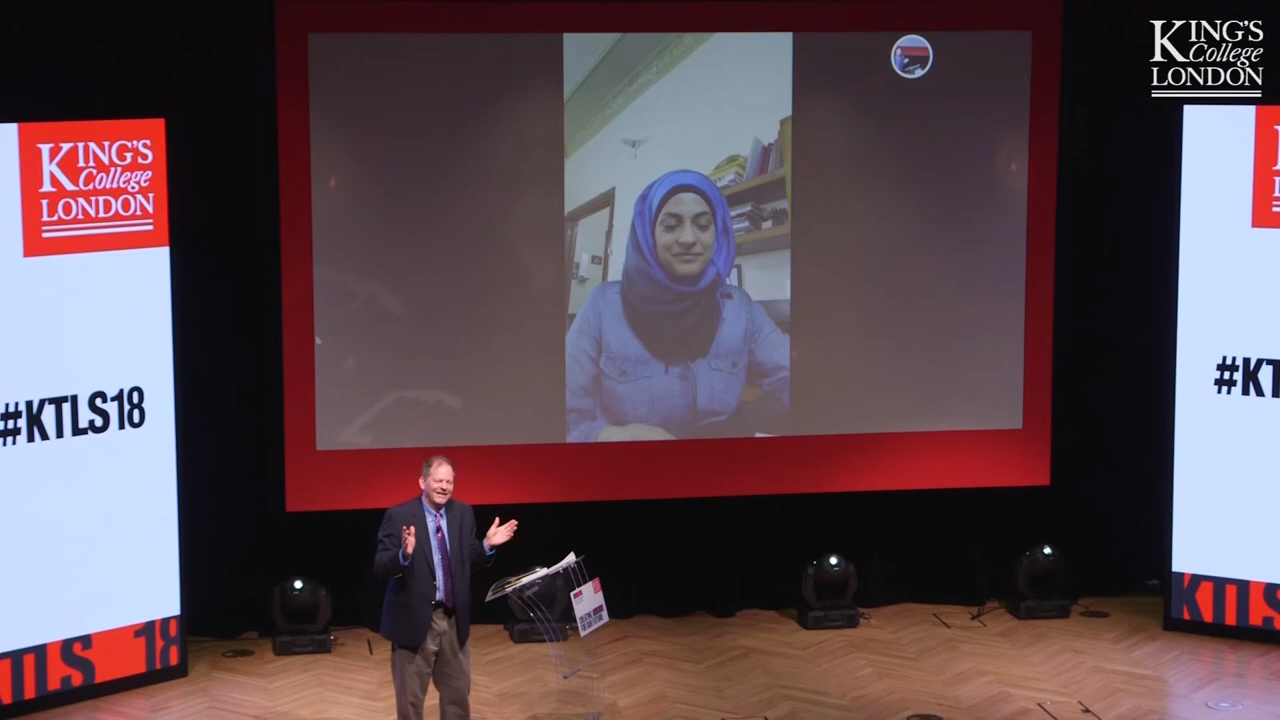 KING'S
College
LONDON
KING'S
College
LONDON
#KTLS18
#KT
KTLS 18
KTLS